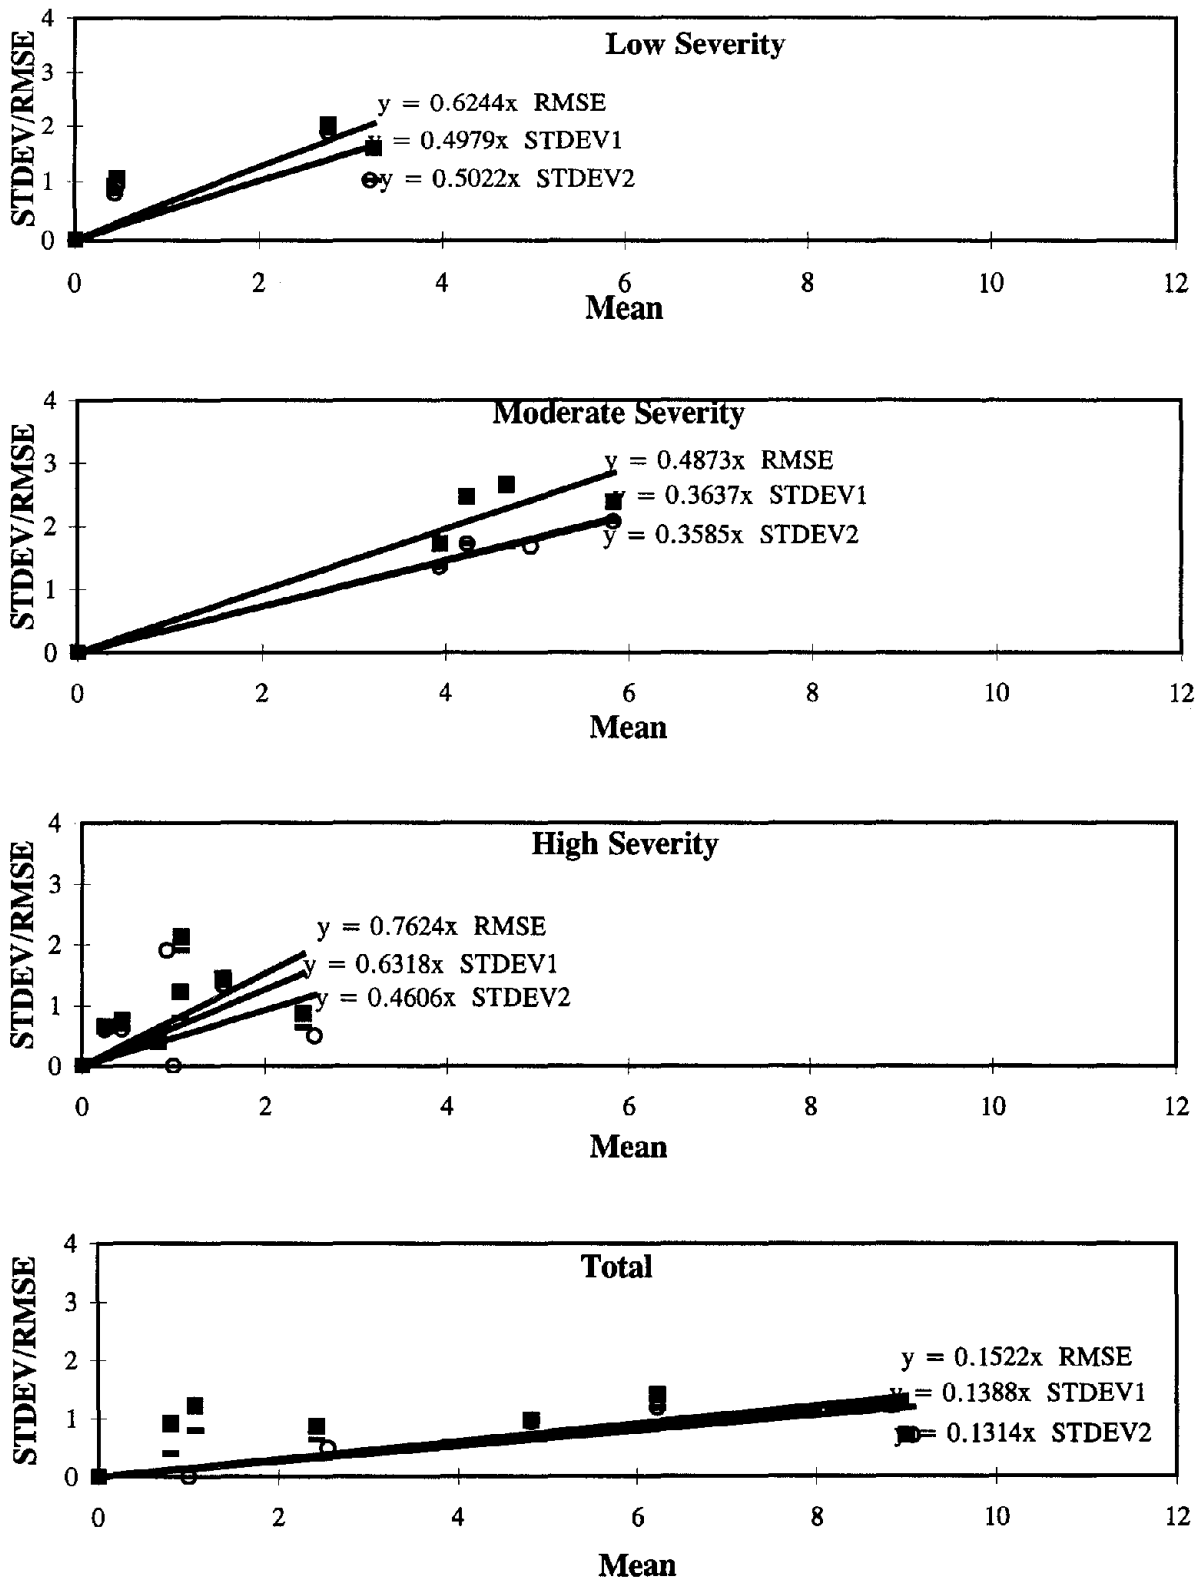 Low Severity
STDEV/RMSE
4
3
2
1
0
y = 0.6244x RMSE
y = 0.4979x STDEV1
y = 0.5022x STDEV2
0 2 4 6 8 10 12
Mean
Moderate Severity
STDEV/RMSE
4
3
2
1
0
y = 0.4873x RMSE
y = 0.3637x STDEV1
y = 0.3585x STDEV2
0 2 4 6 8 10 12
Mean
High Severity
STDEV/RMSE
4
3
2
1
0
y = 0.7624x RMSE
y = 0.6318x STDEV1
y = 0.4606x STDEV2
0 2 4 6 8 10 12
Mean
Total
STDEV/RMSE
4
3
2
1
0
y = 0.1522x RMSE
y = 0.1388x STDEV1
y = 0.1314x STDEV2
0 2 4 6 8 10 12
Mean